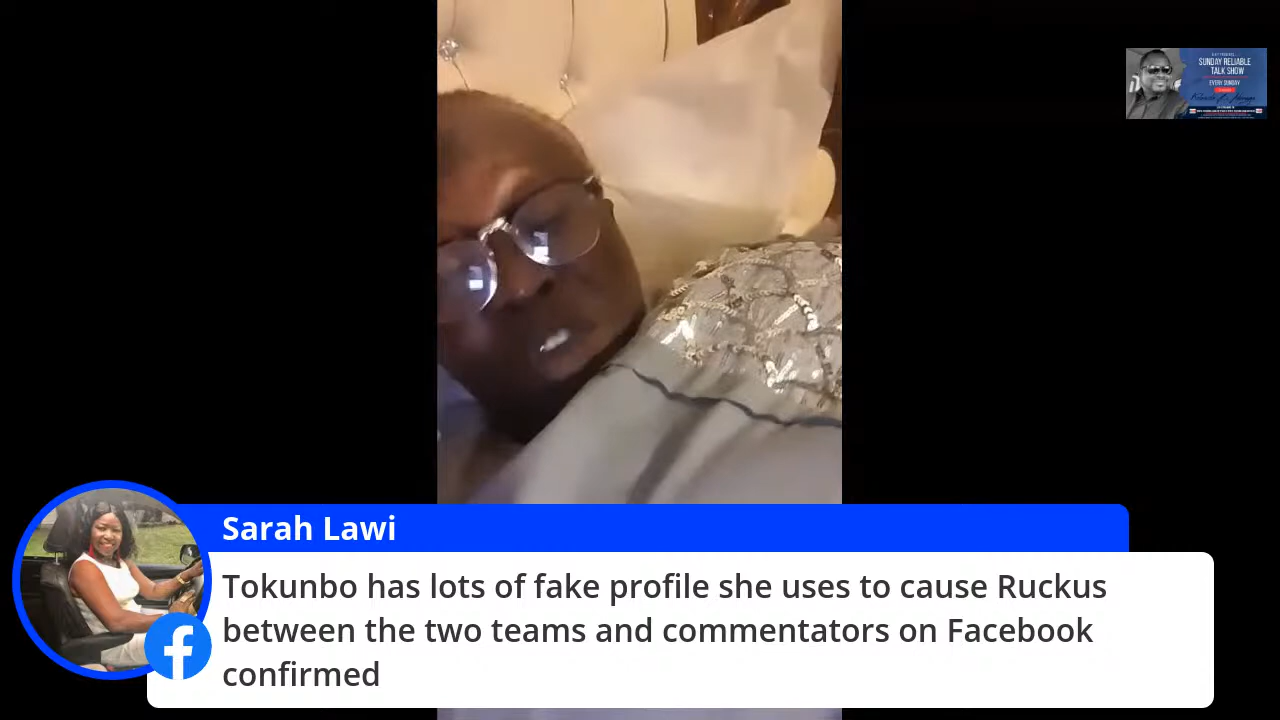 SUNDAY RELIABLE
TALK SHOW
EVERY SUNDAY
Sarah Lawi
Tokunbo has lots of fake profile she uses to cause Ruckus
between the two teams and commentators on Facebook
confirmed